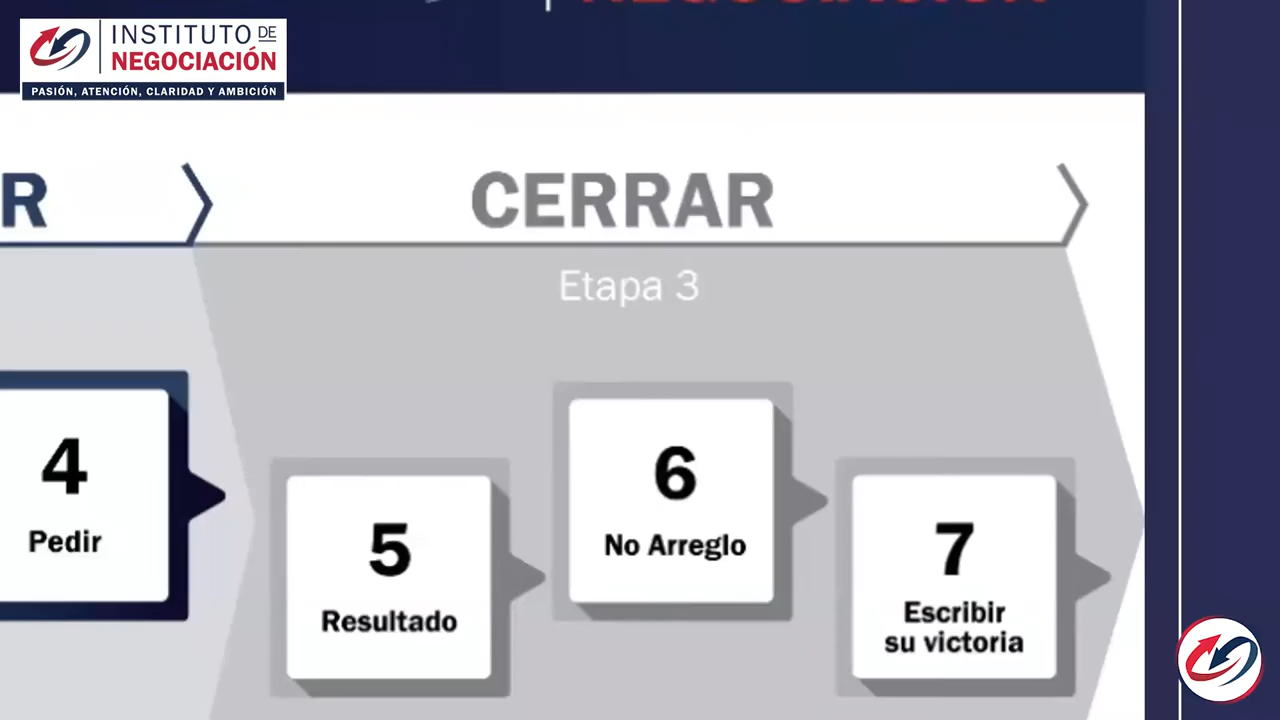 NEGOCIACIÓN
INSTITUTO DE
NEGOCIACIÓN
PASIÓN, ATENCIÓN, CLARIDAD Y AMBICIÓN
R
CERRAR
Etapa 3
4
Pedir
5
Resultado
6
No Arreglo
7
Escribir
su victoria